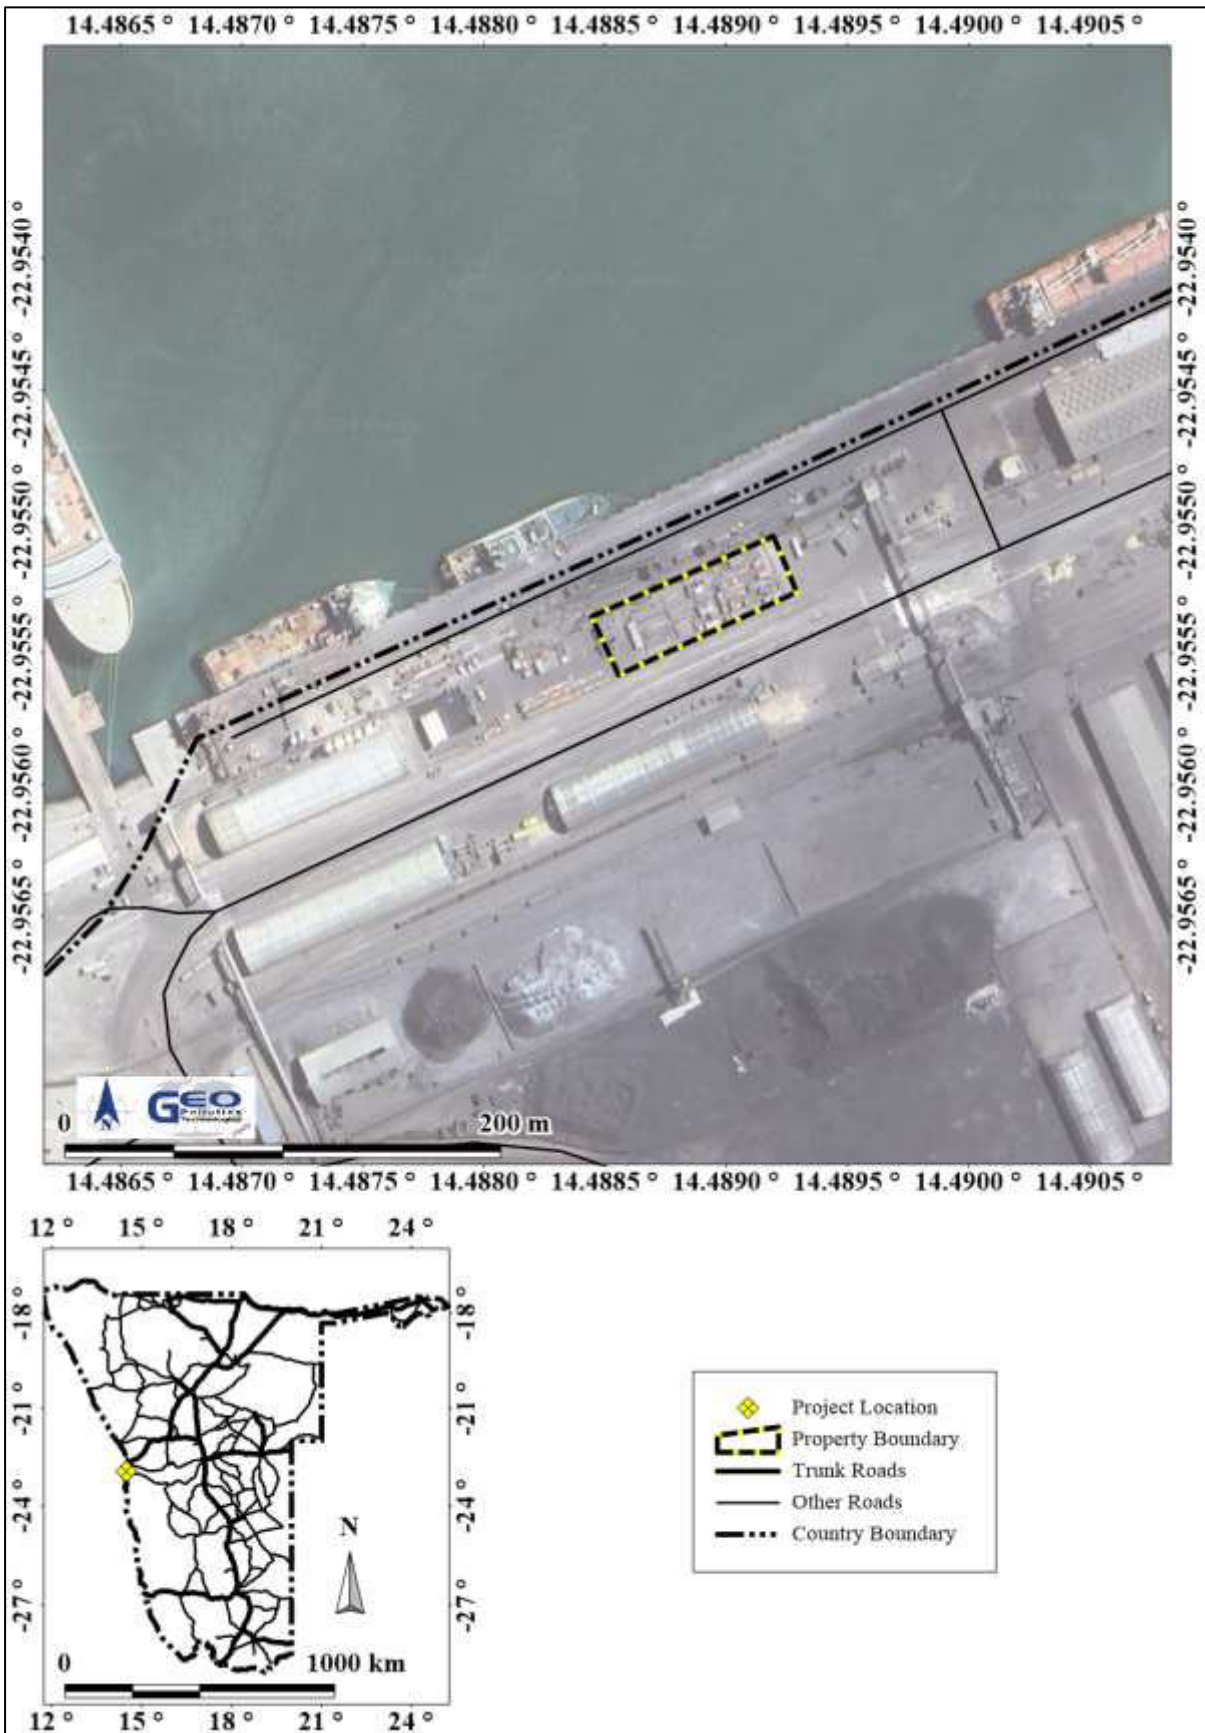 14.4865 ° 14.4870 ° 14.4875 ° 14.4880 ° 14.4885 ° 14.4890 ° 14.4895 ° 14.4900 ° 14.4905 °
-22.9540 °
-22.9545 °
-22.9550 °
-22.9555 °
-22.9560 °
-22.9565 °
-22.9540 °
-22.9545 °
-22.9550 °
-22.9555 °
-22.9560 °
-22.9565 °
N
GEO
Pollution
Technologies
0 200 m
14.4865 ° 14.4870 ° 14.4875 ° 14.4880 ° 14.4885 ° 14.4890 ° 14.4895 ° 14.4900 ° 14.4905 °
12 ° 15 ° 18 ° 21 ° 24 °
-18 °
-21 °
-24 °
-27 °
-18 °
-21 °
-24 °
-27 °
N
0 1000 km
12 ° 15 ° 18 ° 21 ° 24 °
Project Location
Property Boundary
Trunk Roads
Other Roads
Country Boundary